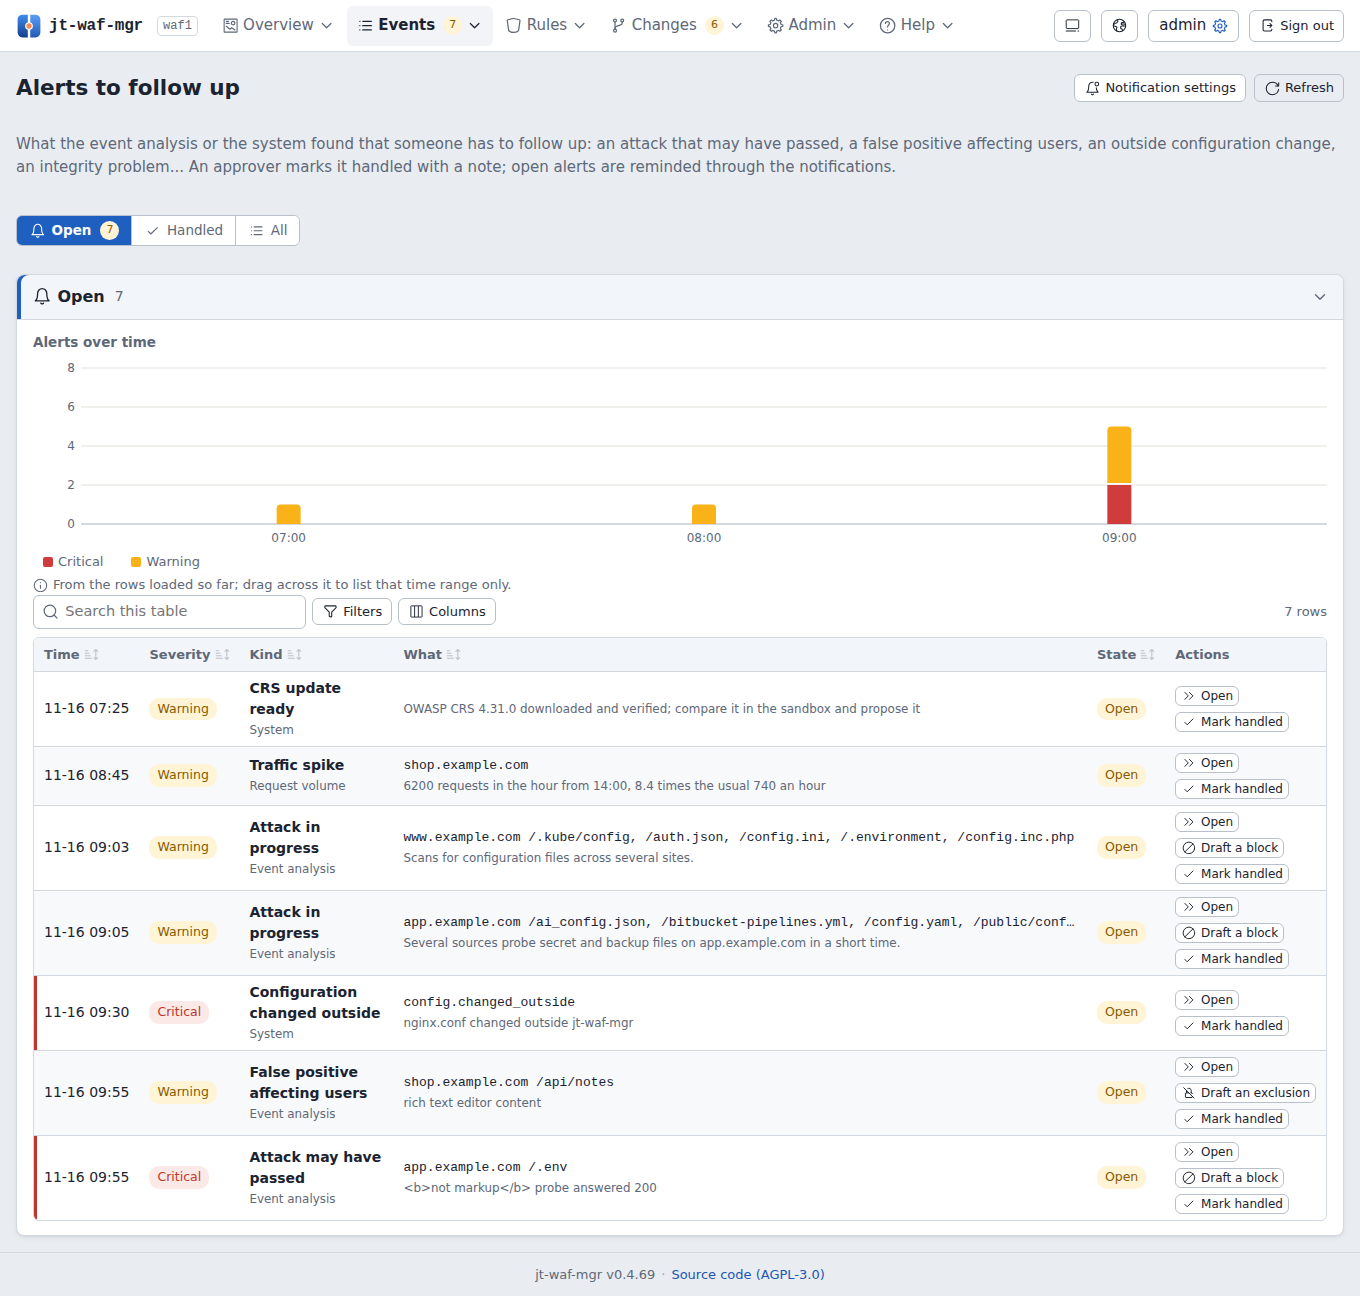 jt-waf-mgr waf1 Overview Events 7 Rules Changes 6 Admin Help admin Sign out
Alerts to follow up
Notification settings Refresh
What the event analysis or the system found that someone has to follow up: an attack that may have passed, a false positive affecting users, an outside configuration change,
an integrity problem... An approver marks it handled with a note; open alerts are reminded through the notifications.
Open 7 Handled All
Open 7
Alerts over time
8
6
4
2
0
07:00 08:00 09:00
Critical Warning
From the rows loaded so far; drag across it to list that time range only.
Search this table Filters Columns 7 rows
Time Severity Kind What State Actions
11-16 07:25 Warning CRS update ready System OWASP CRS 4.31.0 downloaded and verified; compare it in the sandbox and propose it Open Open Mark handled
11-16 08:45 Warning Traffic spike Request volume shop.example.com 6200 requests in the hour from 14:00, 8.4 times the usual 740 an hour Open Open Mark handled
11-16 09:03 Warning Attack in progress Event analysis www.example.com /.kube/config, /auth.json, /config.ini, /.environment, /config.inc.php Scans for configuration files across several sites. Open Open Draft a block Mark handled
11-16 09:05 Warning Attack in progress Event analysis app.example.com /ai_config.json, /bitbucket-pipelines.yml, /config.yaml, /public/conf… Several sources probe secret and backup files on app.example.com in a short time. Open Open Draft a block Mark handled
11-16 09:30 Critical Configuration changed outside System config.changed_outside nginx.conf changed outside jt-waf-mgr Open Open Mark handled
11-16 09:55 Warning False positive affecting users Event analysis shop.example.com /api/notes rich text editor content Open Open Draft an exclusion Mark handled
11-16 09:55 Critical Attack may have passed Event analysis app.example.com /.env <b>not markup</b> probe answered 200 Open Open Draft a block Mark handled
jt-waf-mgr v0.4.69 · Source code (AGPL-3.0)